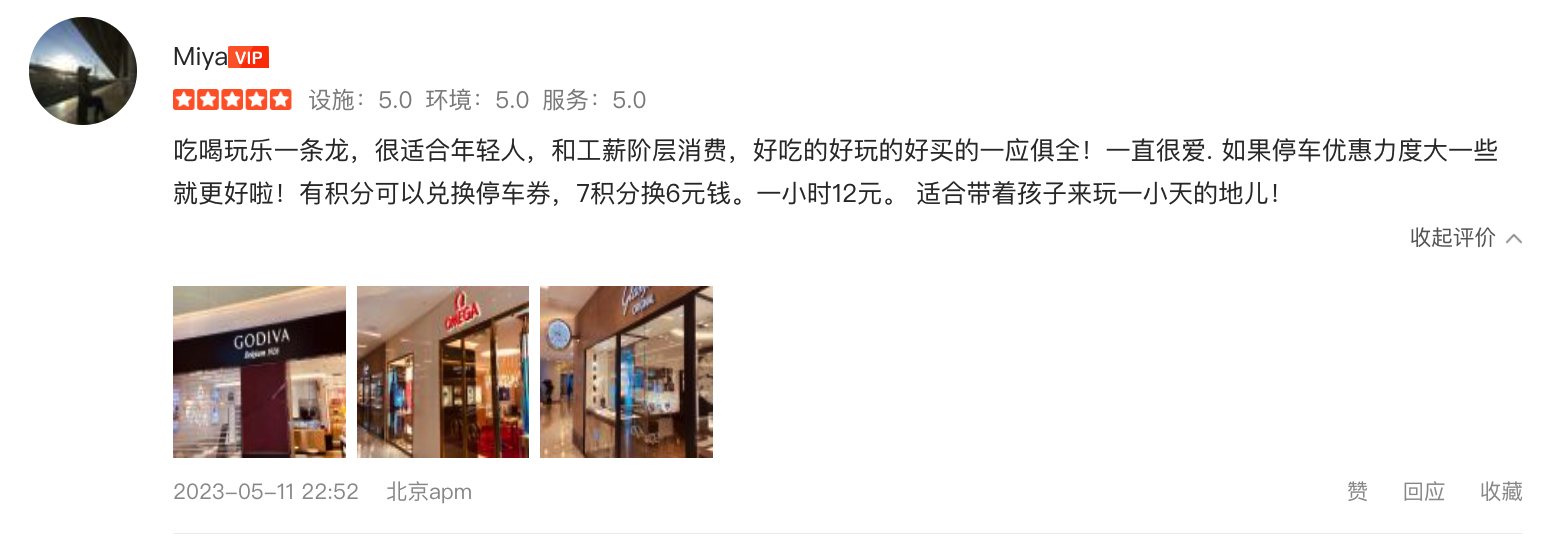 Miya VIP
设施：5.0 环境：5.0 服务：5.0
吃喝玩乐一条龙，很适合年轻人，和工薪阶层消费，好吃的好玩的好买的一应俱全！一直很爱. 如果停车优惠力度大一些
就更好啦！有积分可以兑换停车券，7积分换6元钱。一小时12元。 适合带着孩子来玩一小天的地儿！
收起评价
GODIVA
Belgium 1926
OMEGA
ORIGINAL
2023-05-11 22:52 北京apm
赞 回应 收藏